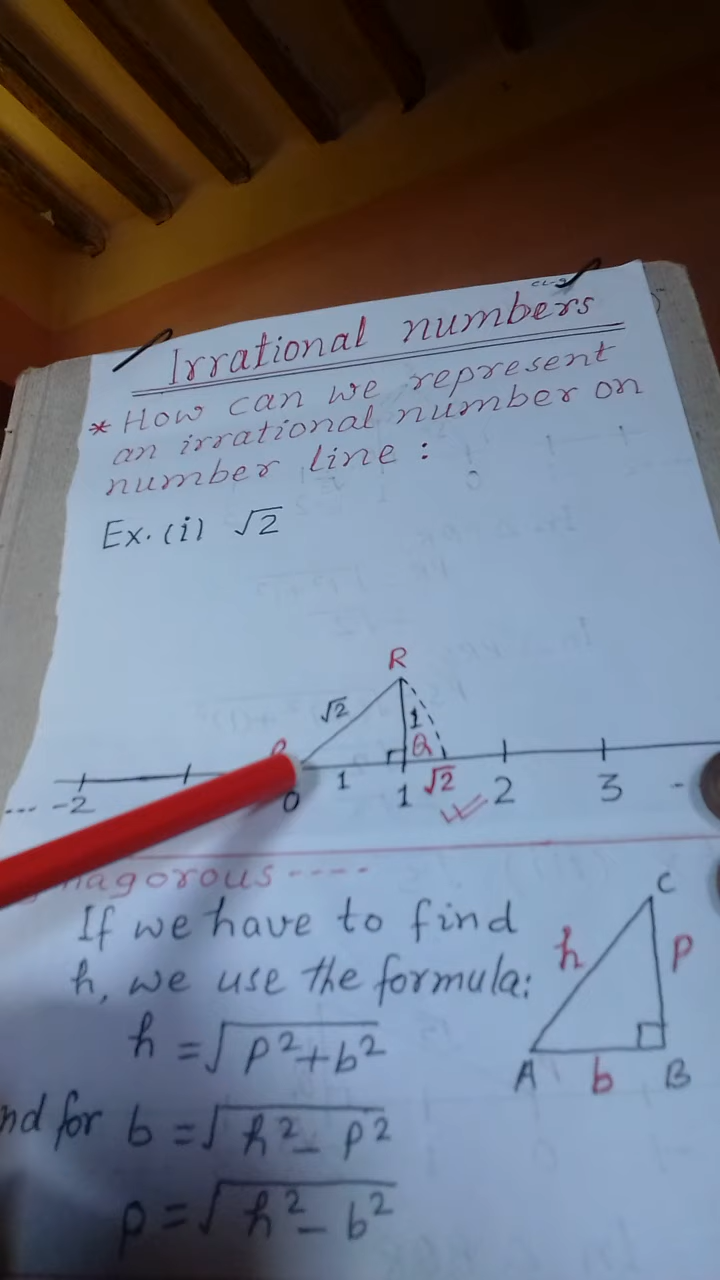 CL-9
Irrational numbers
* How can we represent
an irrational number on
number line :
Ex. (i) √2
R
√2
1
Q
1
... -2
0
1
√2
2
3
-
agorous ----
If we have to find
h, we use the formula:
h = √p²+b²
nd for b = √h²-p²
p = √h²-b²
C
h
p
A
b
B